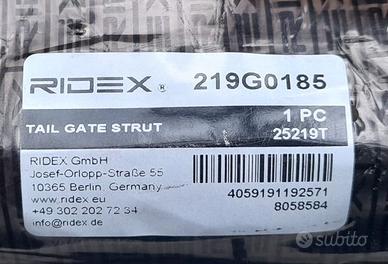 RIDEX ® 219G0185
TAIL GATE STRUT
1 PC
25219T
RIDEX GmbH
Josef-Orlopp-Straße 55
10365 Berlin, Germany
www.ridex.eu
+49 302 202 72 34
info@ridex.de
4059191192571
8058584
subito